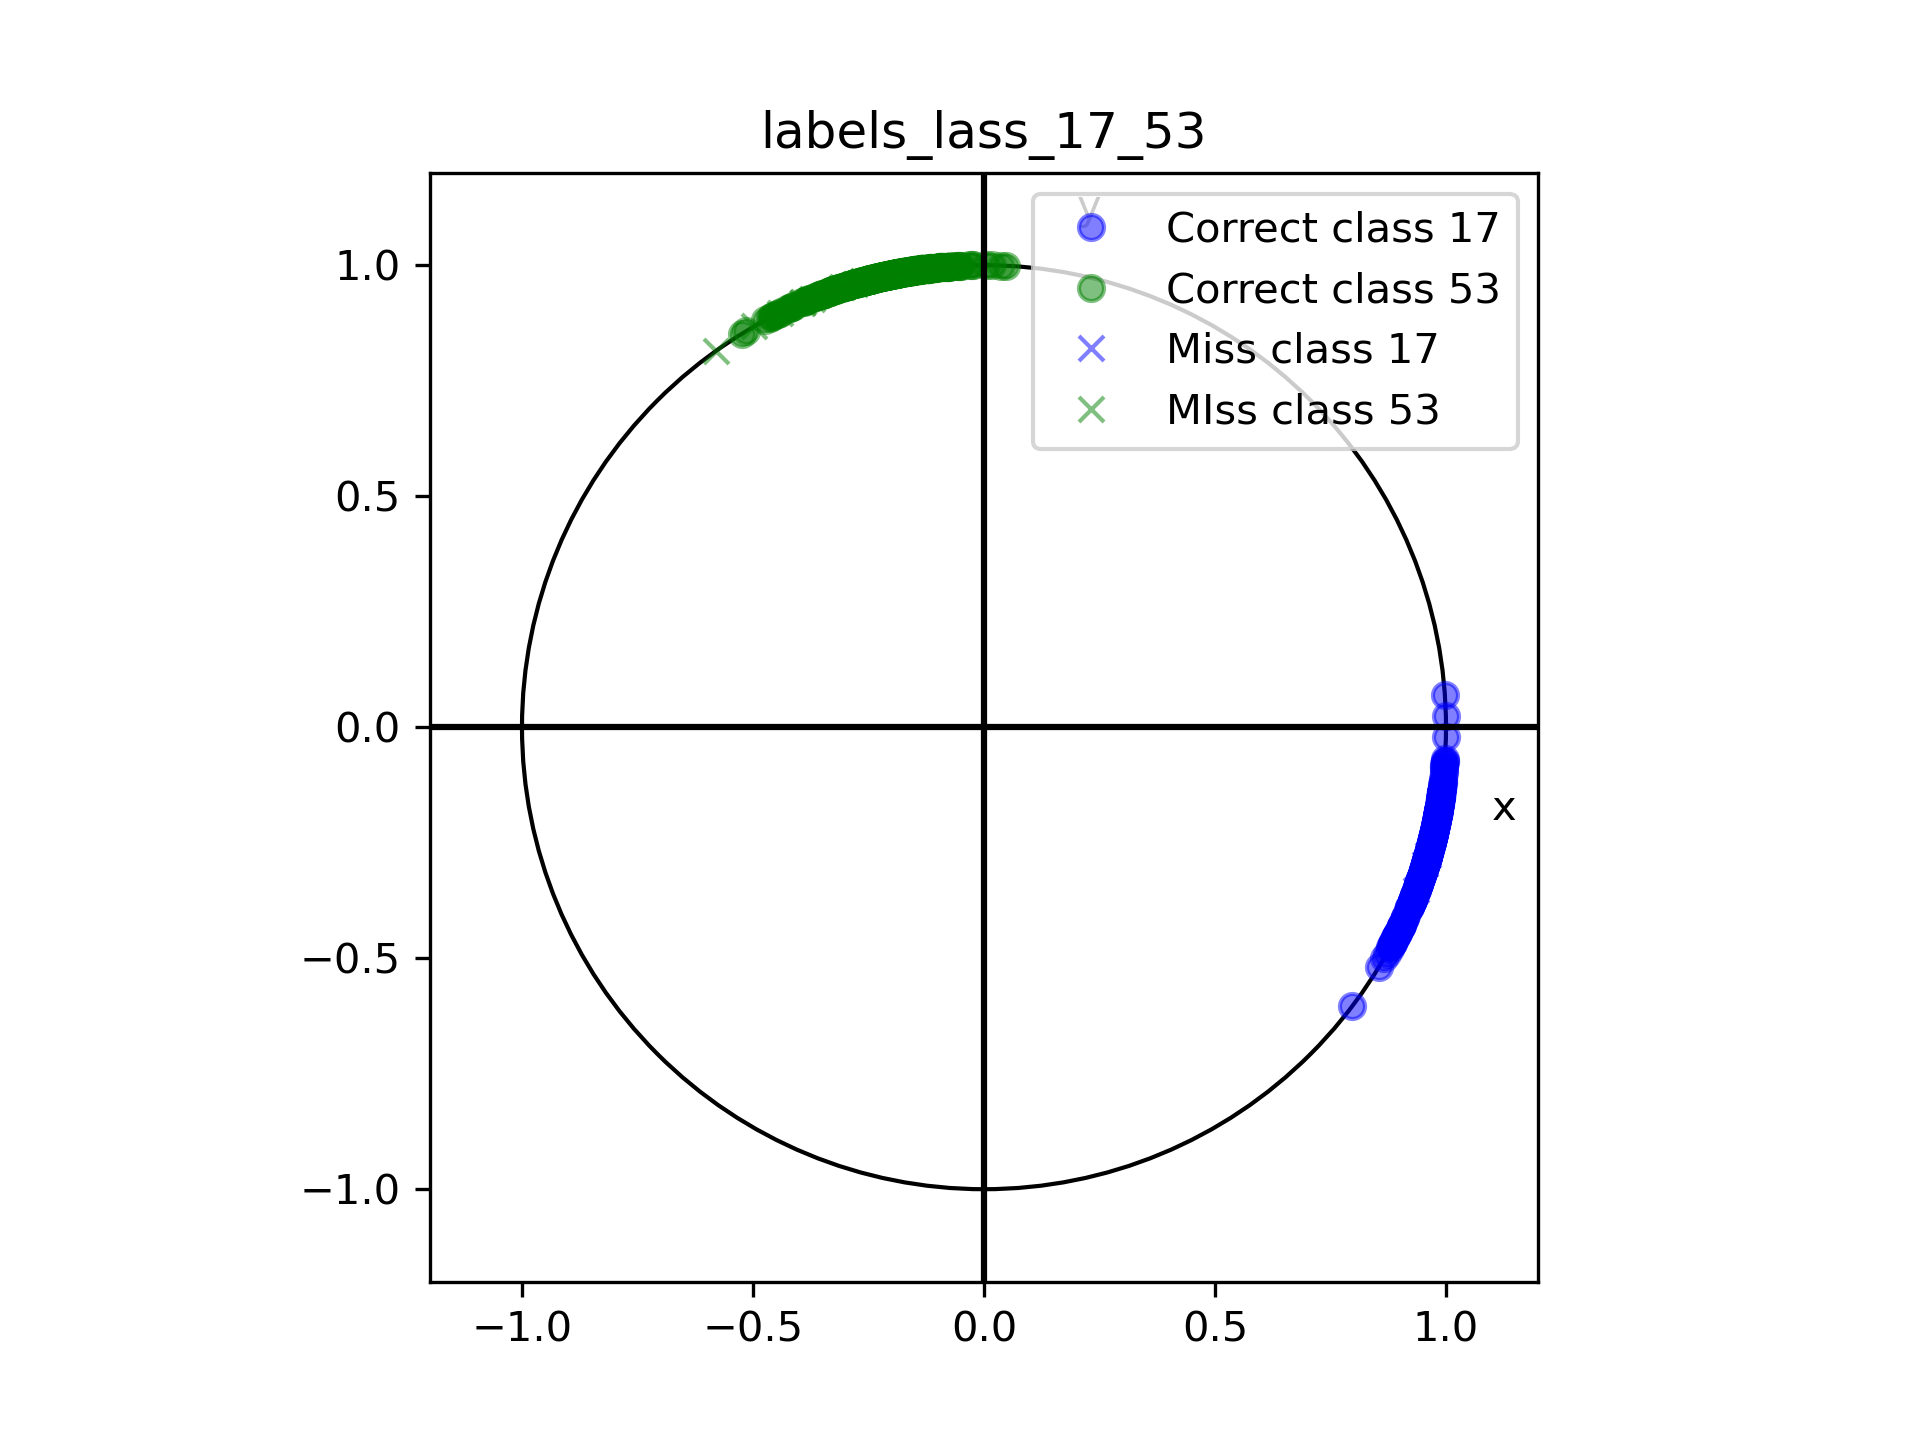 labels_lass_17_53
Correct class 17
Correct class 53
Miss class 17
MIss class 53
y
x
1.0
0.5
0.0
−0.5
−1.0
−1.0
−0.5
0.0
0.5
1.0